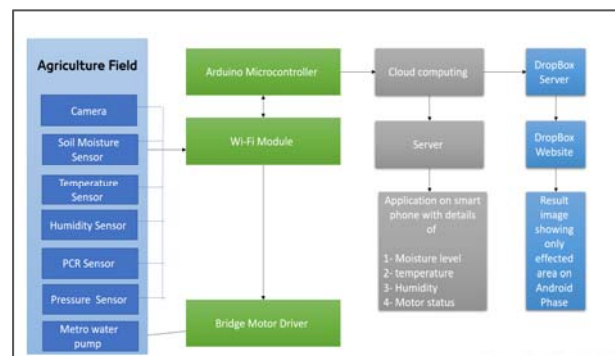 Agriculture Field
Camera
Soil Moisture
Sensor
Temperature
Sensor
Humidity Sensor
PCR Sensor
Pressure Sensor
Metro water
pump
Arduino Microcontroller
Wi-Fi Module
Bridge Motor Driver
Cloud computing
Server
Application on smart
phone with details
of
1- Moisture level
2- temperature
3- Humidity
4- Motor status
DropBox
Server
DropBox
Website
Result
image
showing
only
effected
area on
Android
Phase